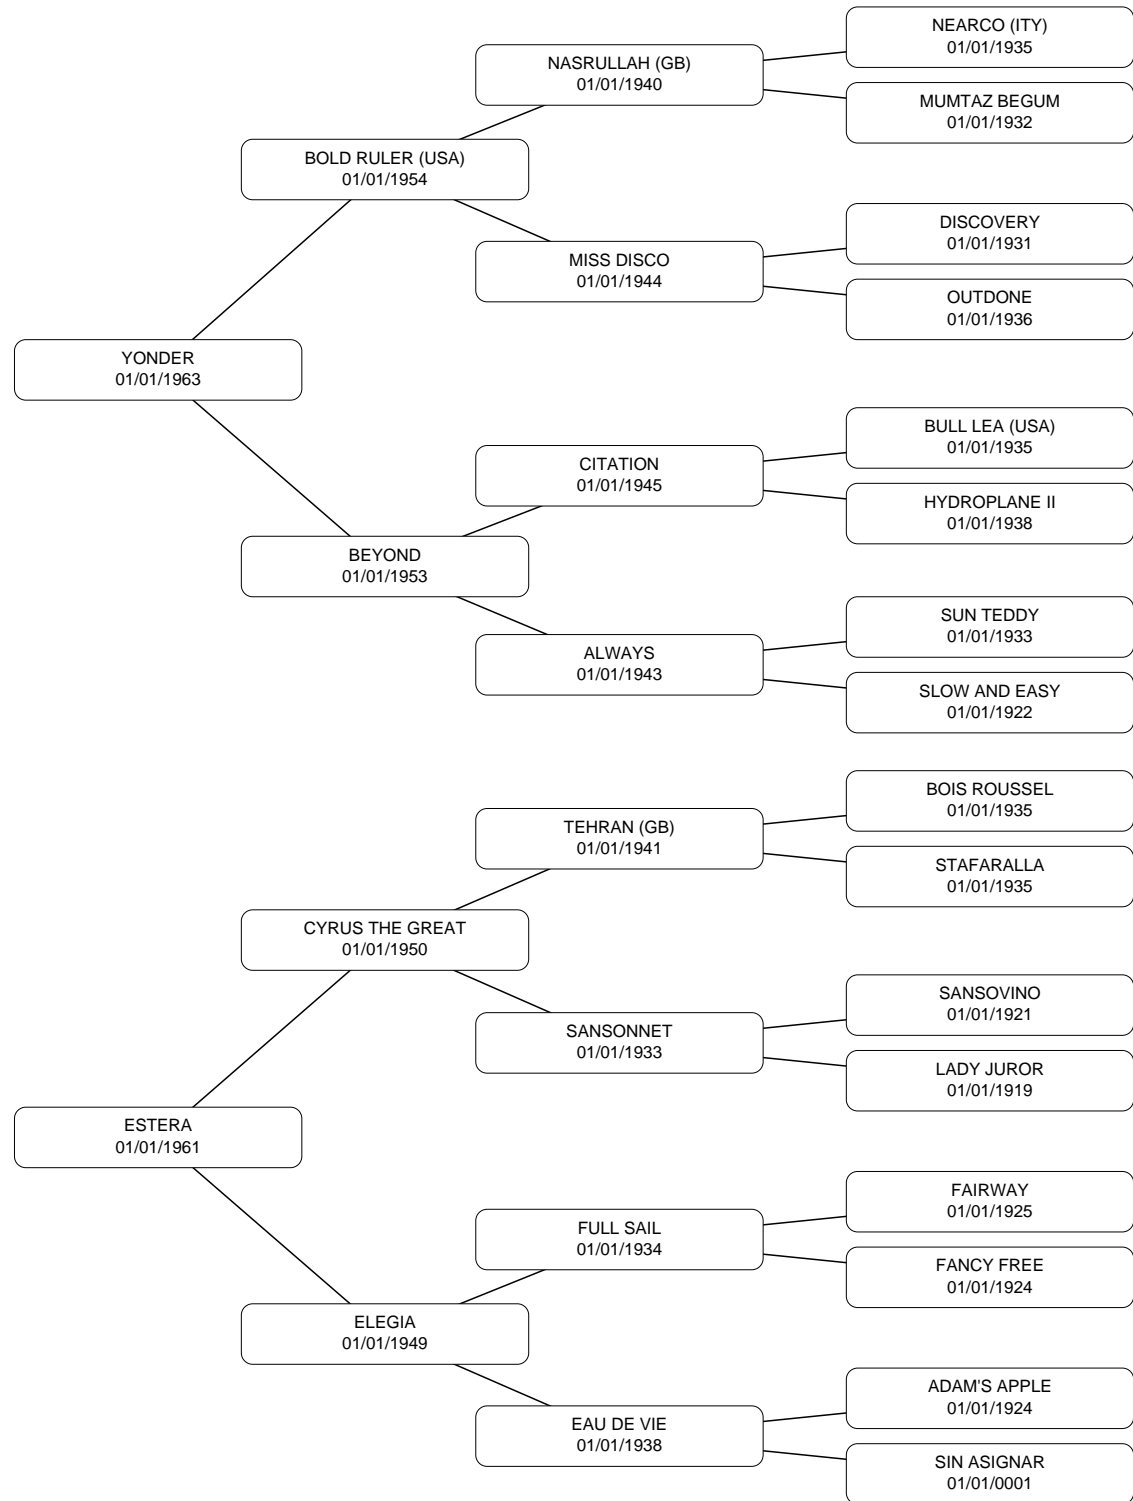 NEARCO (ITY)
01/01/1935
NASRULLAH (GB)
01/01/1940
MUMTAZ BEGUM
01/01/1932
BOLD RULER (USA)
01/01/1954
DISCOVERY
01/01/1931
MISS DISCO
01/01/1944
OUTDONE
01/01/1936
YONDER
01/01/1963
BULL LEA (USA)
01/01/1935
CITATION
01/01/1945
HYDROPLANE II
01/01/1938
BEYOND
01/01/1953
SUN TEDDY
01/01/1933
ALWAYS
01/01/1943
SLOW AND EASY
01/01/1922
BOIS ROUSSEL
01/01/1935
TEHRAN (GB)
01/01/1941
STAFARALLA
01/01/1935
CYRUS THE GREAT
01/01/1950
SANSOVINO
01/01/1921
SANSONNET
01/01/1933
LADY JUROR
01/01/1919
ESTERA
01/01/1961
FAIRWAY
01/01/1925
FULL SAIL
01/01/1934
FANCY FREE
01/01/1924
ELEGIA
01/01/1949
ADAM'S APPLE
01/01/1924
EAU DE VIE
01/01/1938
SIN ASIGNAR
01/01/0001